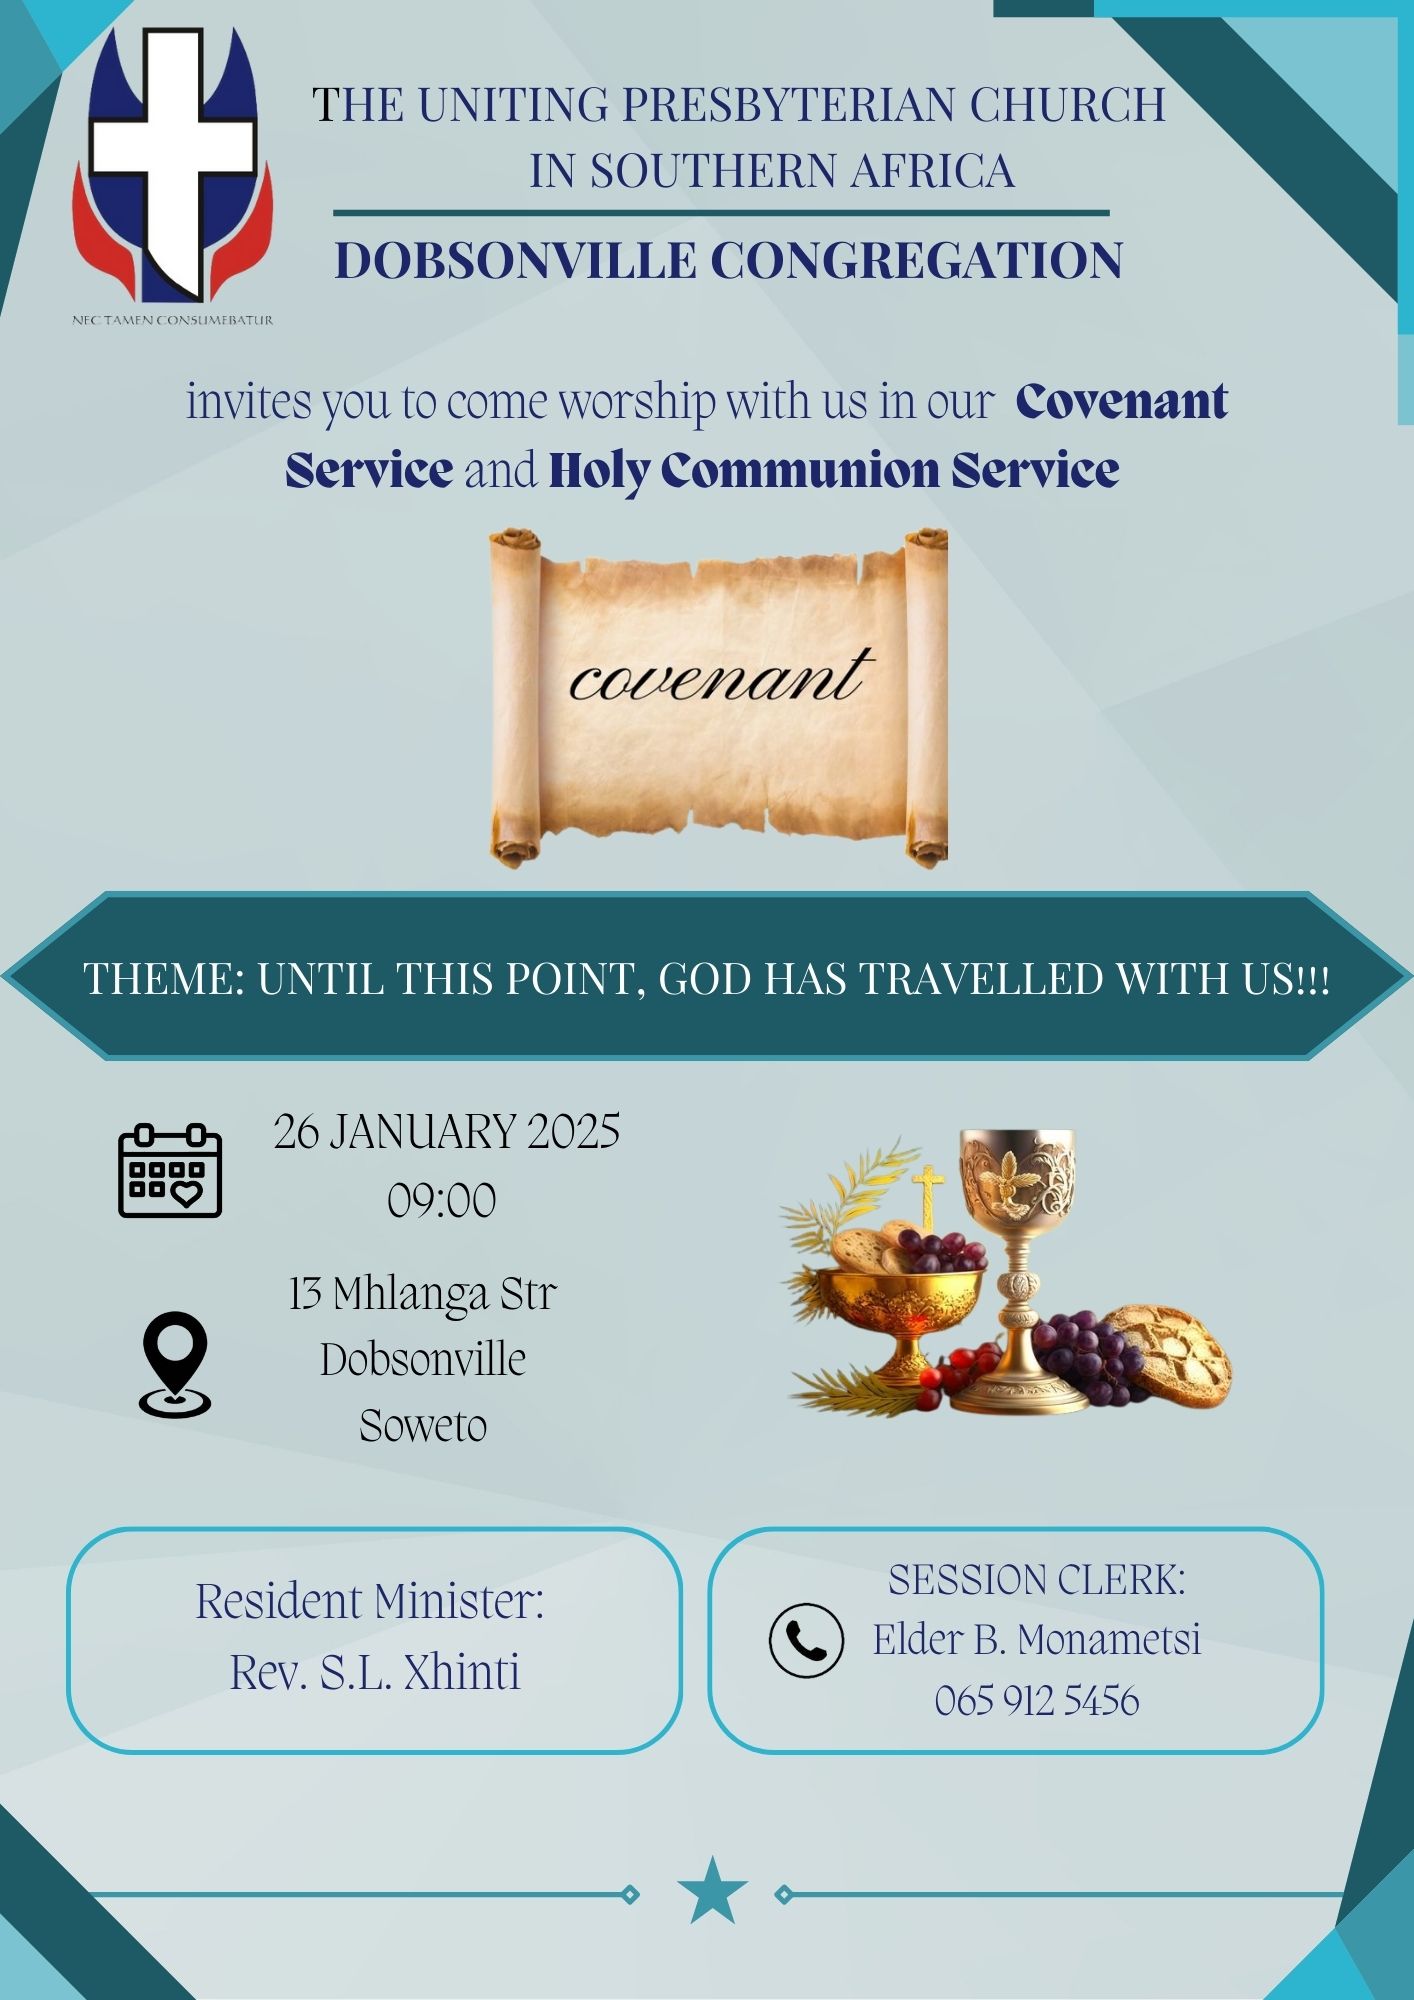 THE UNITING PRESBYTERIAN CHURCH
IN SOUTHERN AFRICA
DOBSONVILLE CONGREGATION
NEC TAMEN CONSUMEBATUR
invites you to come worship with us in our Covenant
Service and Holy Communion Service
covenant
THEME: UNTIL THIS POINT, GOD HAS TRAVELLED WITH US!!!
26 JANUARY 2025
09:00
13 Mhlanga Str
Dobsonville
Soweto
Resident Minister:
Rev. S.L. Xhinti
SESSION CLERK:
Elder B. Monametsi
065 912 5456